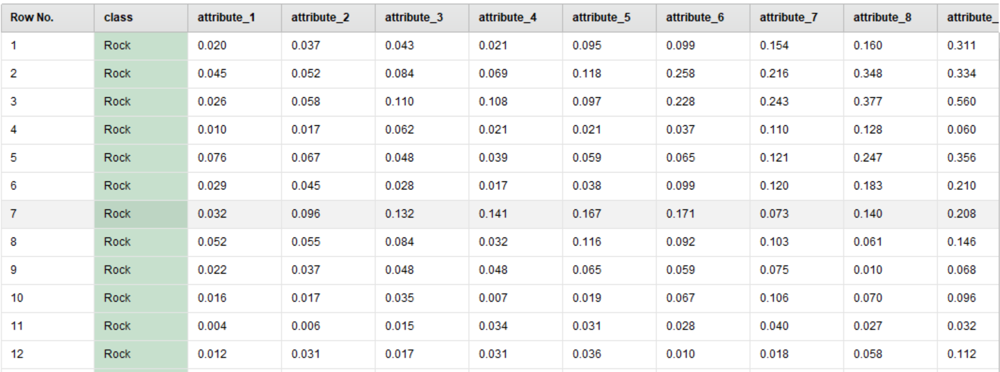 Row No. class attribute_1 attribute_2 attribute_3 attribute_4 attribute_5 attribute_6 attribute_7 attribute_8 attribute_
1 Rock 0.020 0.037 0.043 0.021 0.095 0.099 0.154 0.160 0.311
2 Rock 0.045 0.052 0.084 0.069 0.118 0.258 0.216 0.348 0.334
3 Rock 0.026 0.058 0.110 0.108 0.097 0.228 0.243 0.377 0.560
4 Rock 0.010 0.017 0.062 0.021 0.021 0.037 0.110 0.128 0.060
5 Rock 0.076 0.067 0.048 0.039 0.059 0.065 0.121 0.247 0.356
6 Rock 0.029 0.045 0.028 0.017 0.038 0.099 0.120 0.183 0.210
7 Rock 0.032 0.096 0.132 0.141 0.167 0.171 0.073 0.140 0.208
8 Rock 0.052 0.055 0.084 0.032 0.116 0.092 0.103 0.061 0.146
9 Rock 0.022 0.037 0.048 0.048 0.065 0.059 0.075 0.010 0.068
10 Rock 0.016 0.017 0.035 0.007 0.019 0.067 0.106 0.070 0.096
11 Rock 0.004 0.006 0.015 0.034 0.031 0.028 0.040 0.027 0.032
12 Rock 0.012 0.031 0.017 0.031 0.036 0.010 0.018 0.058 0.112